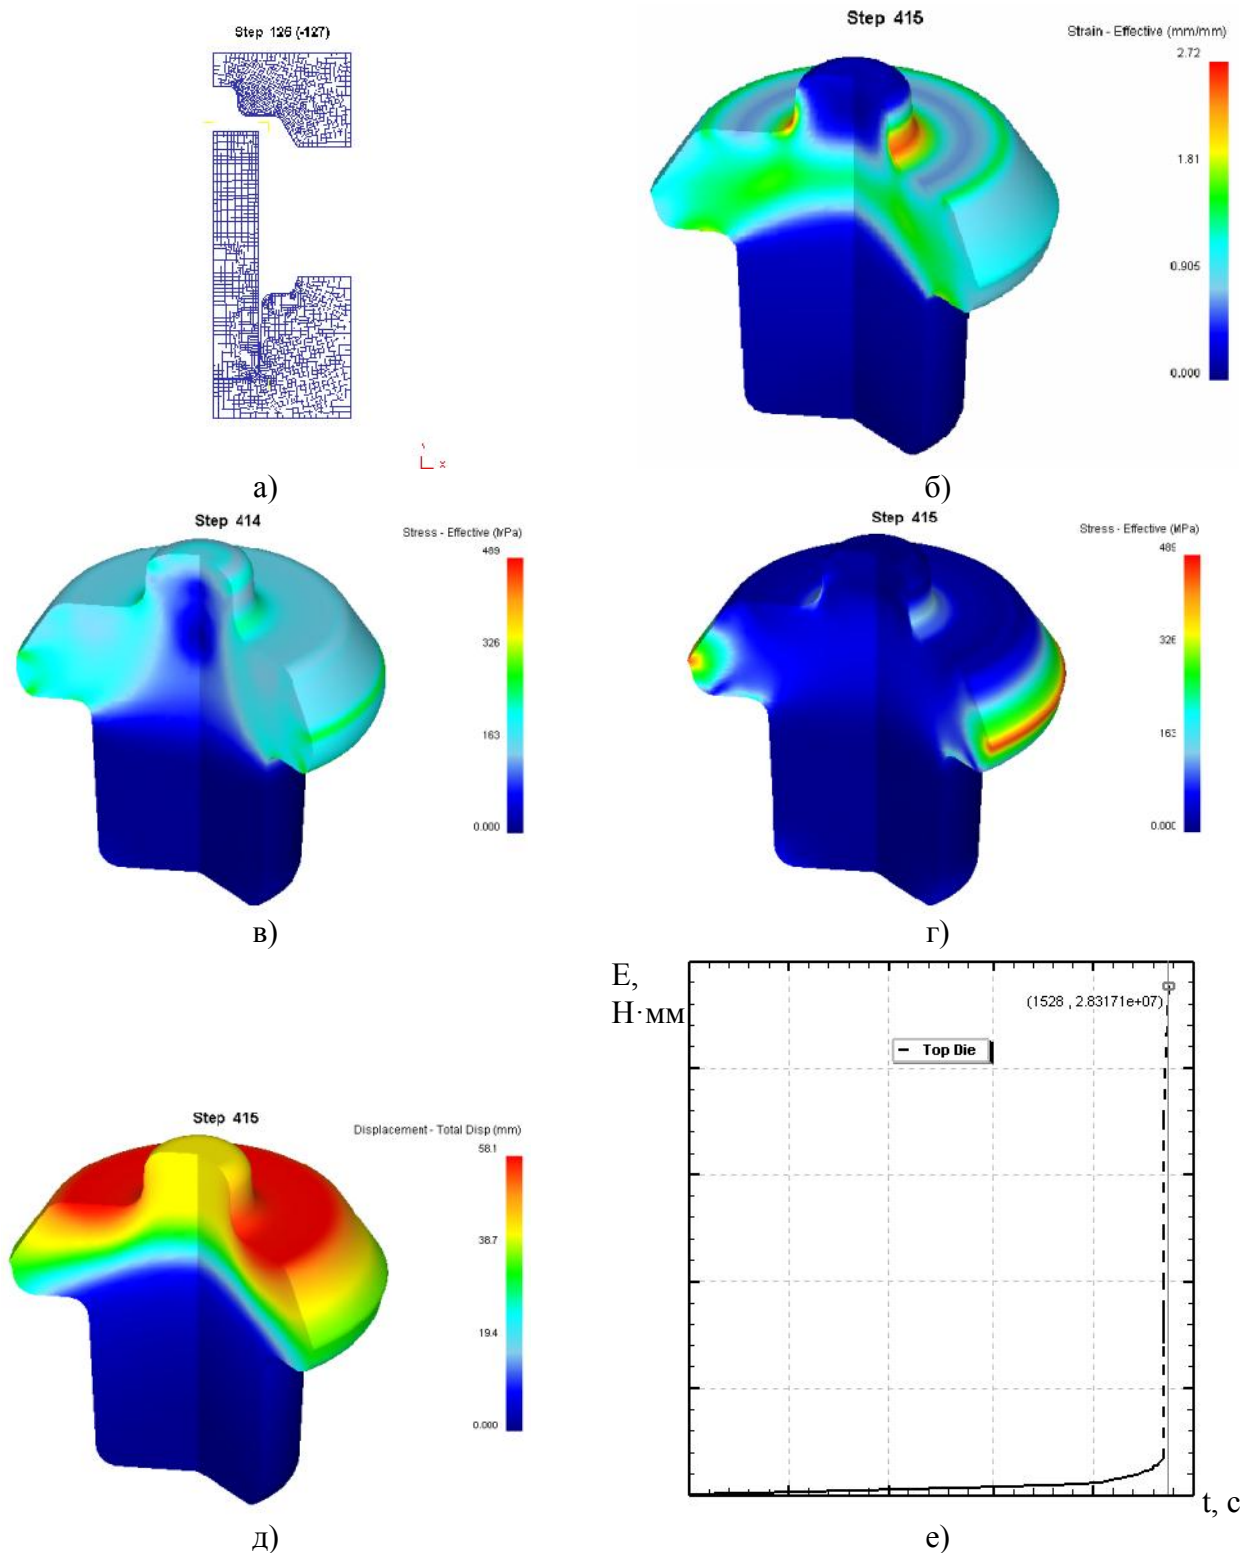 Step 126 (-127)
Y
X
а)
Step 415
Strain - Effective (mm/mm)
2.72
1.81
0.905
0.000
б)
Step 414
Stress - Effective (MPa)
489
326
163
0.000
в)
Step 415
Stress - Effective (MPa)
489
326
163
0.000
г)
Step 415
Displacement - Total Disp (mm)
58.1
38.7
19.4
0.000
д)
E,
Н·мм
(1528 , 2.83171e+07)
Top Die
t, с
е)